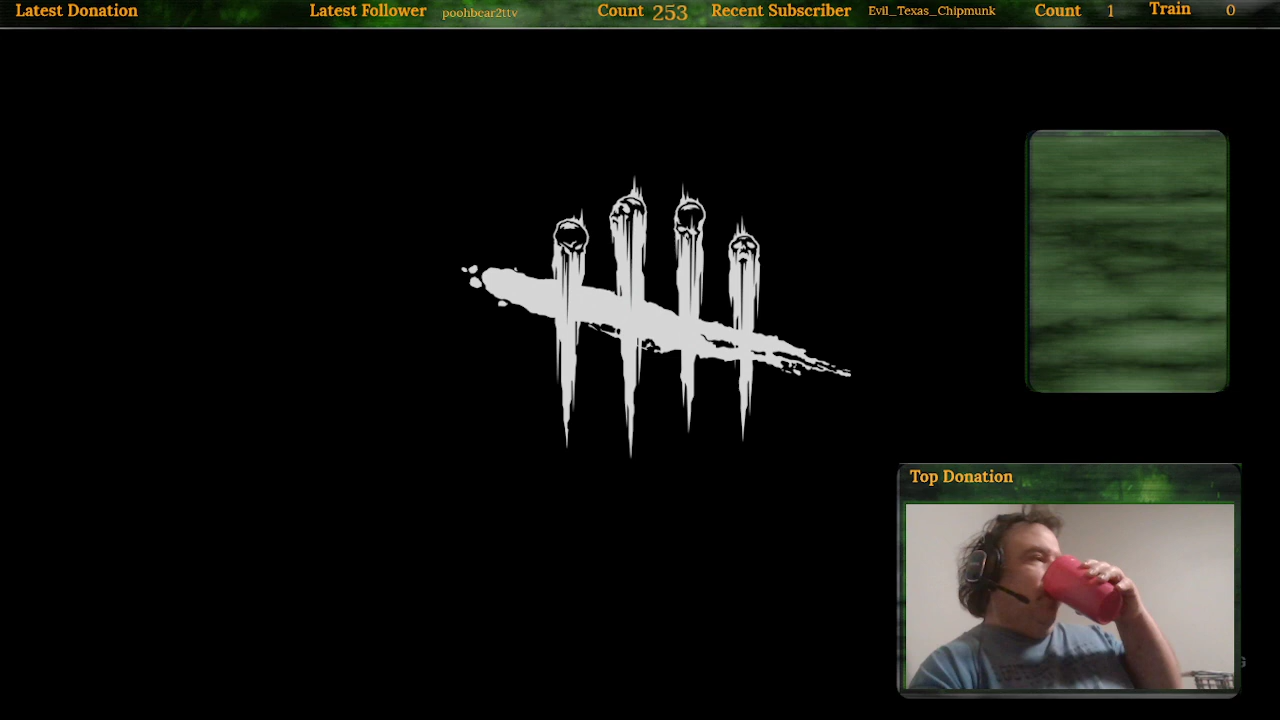 Latest Donation Latest Follower poohbear2ttv Count 253 Recent Subscriber Evil_Texas_Chipmunk Count 1 Train 0
Top Donation